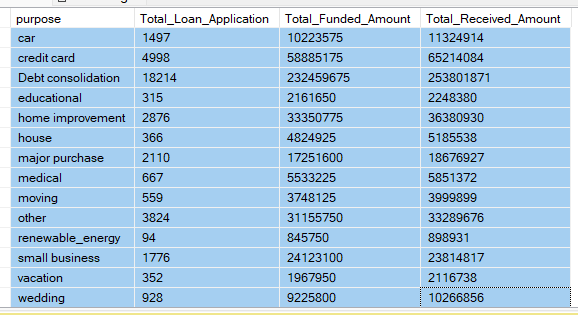 purpose Total_Loan_Application Total_Funded_Amount Total_Received_Amount
car 1497 10223575 11324914
credit card 4998 58885175 65214084
Debt consolidation 18214 232459675 253801871
educational 315 2161650 2248380
home improvement 2876 33350775 36380930
house 366 4824925 5185538
major purchase 2110 17251600 18676927
medical 667 5533225 5851372
moving 559 3748125 3999899
other 3824 31155750 33289676
renewable_energy 94 845750 898931
small business 1776 24123100 23814817
vacation 352 1967950 2116738
wedding 928 9225800 10266856